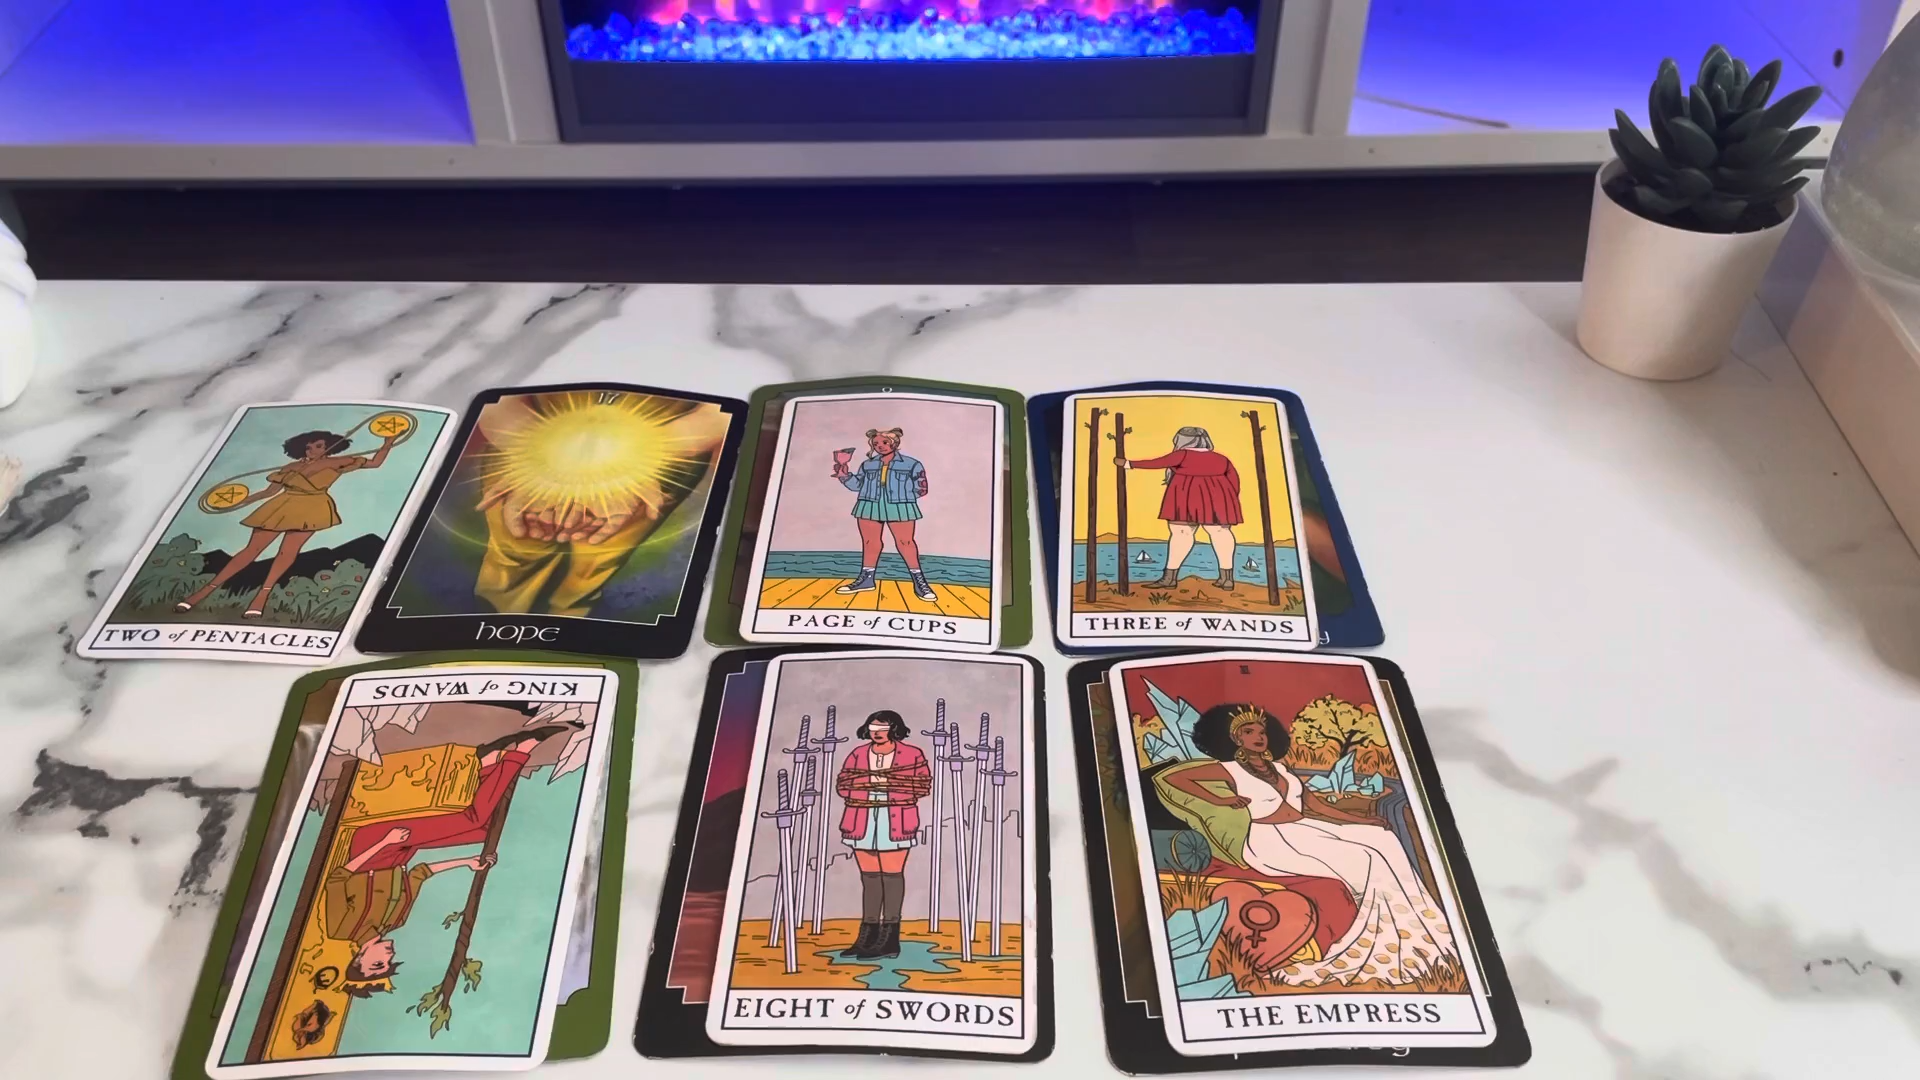 17
TWO of PENTACLES
hope
PAGE of CUPS
THREE of WANDS
KING of WANDS
EIGHT of SWORDS
III
THE EMPRESS